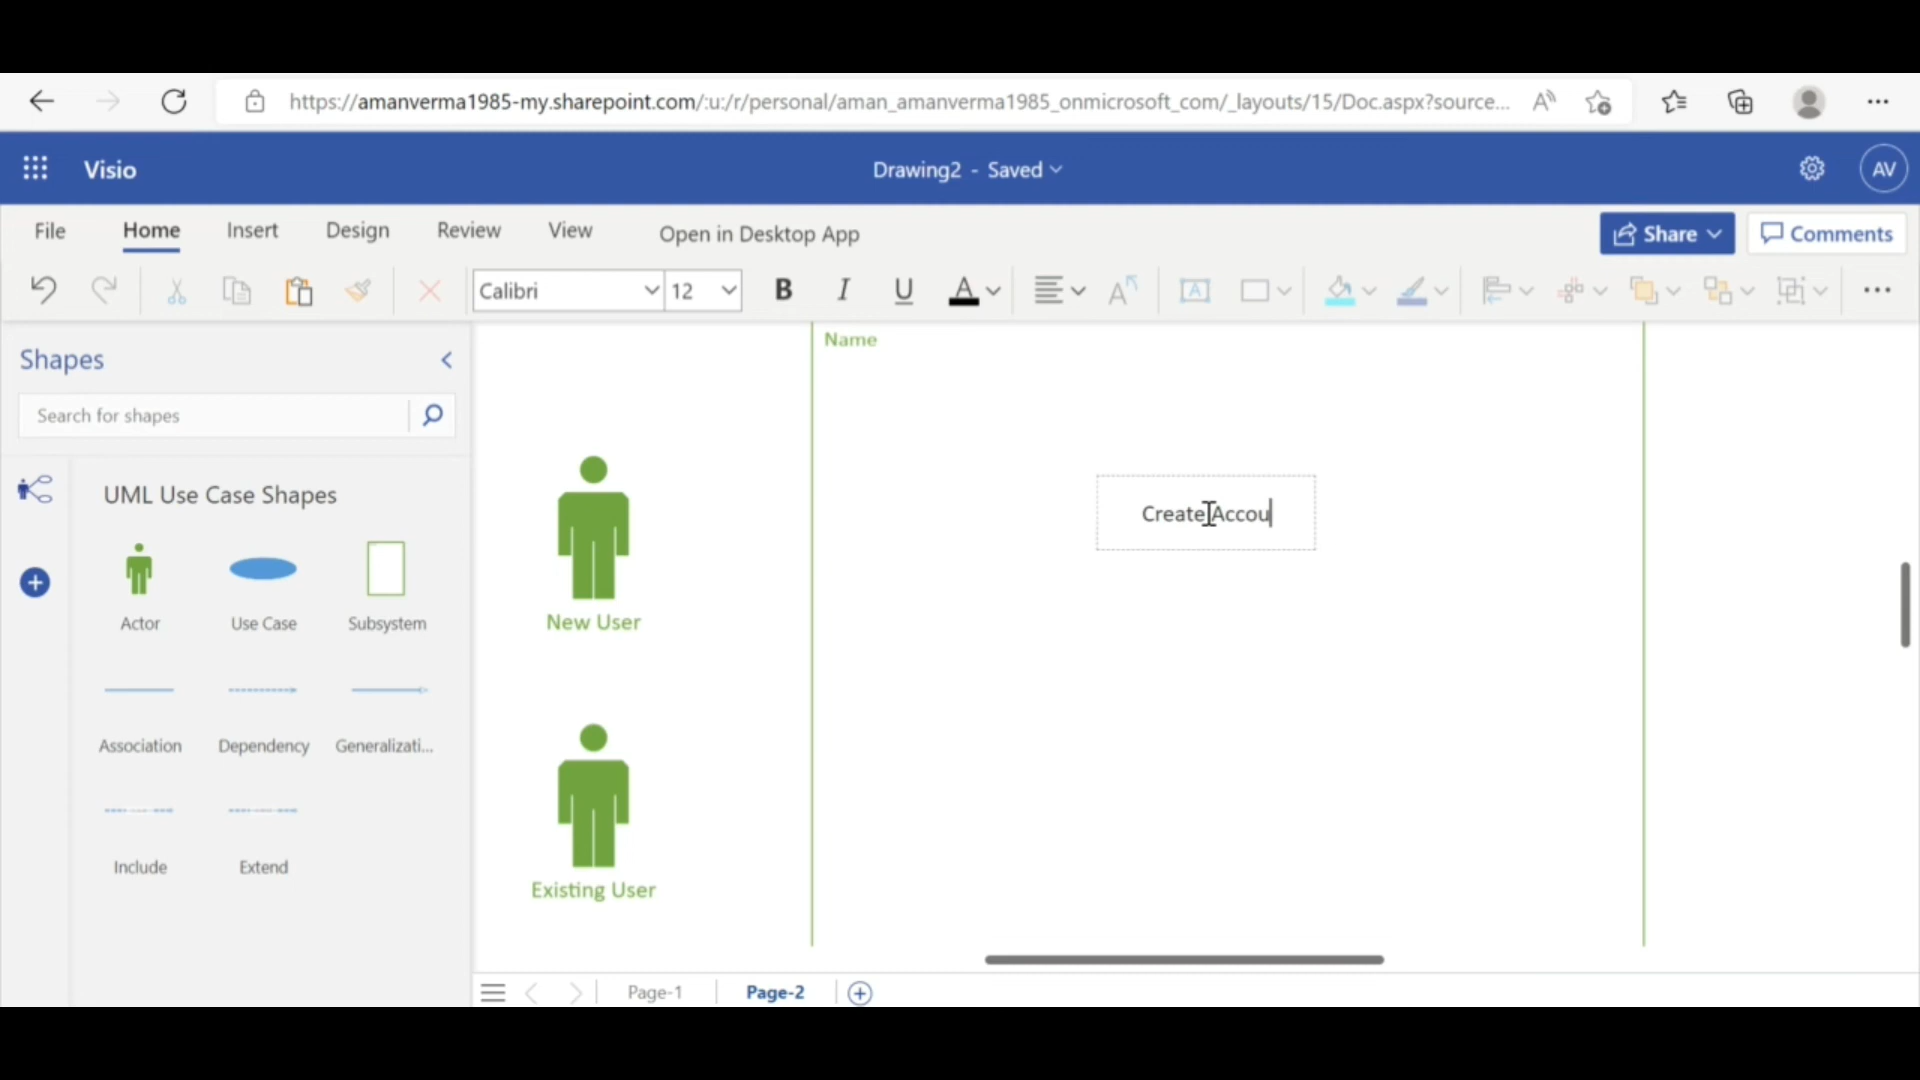 https://amanverma1985-my.sharepoint.com/:u:/r/personal/aman_amanverma1985_onmicrosoft_com/_layouts/15/Doc.aspx?source...
Visio
Drawing2 - Saved
AV
File Home Insert Design Review View Open in Desktop App
Share
Comments
Calibri 12 B I U A A A
Shapes
Search for shapes
UML Use Case Shapes
Actor Use Case Subsystem
Association Dependency Generalizati...
Include Extend
Name
Create Accou
New User
Existing User
Page-1 Page-2